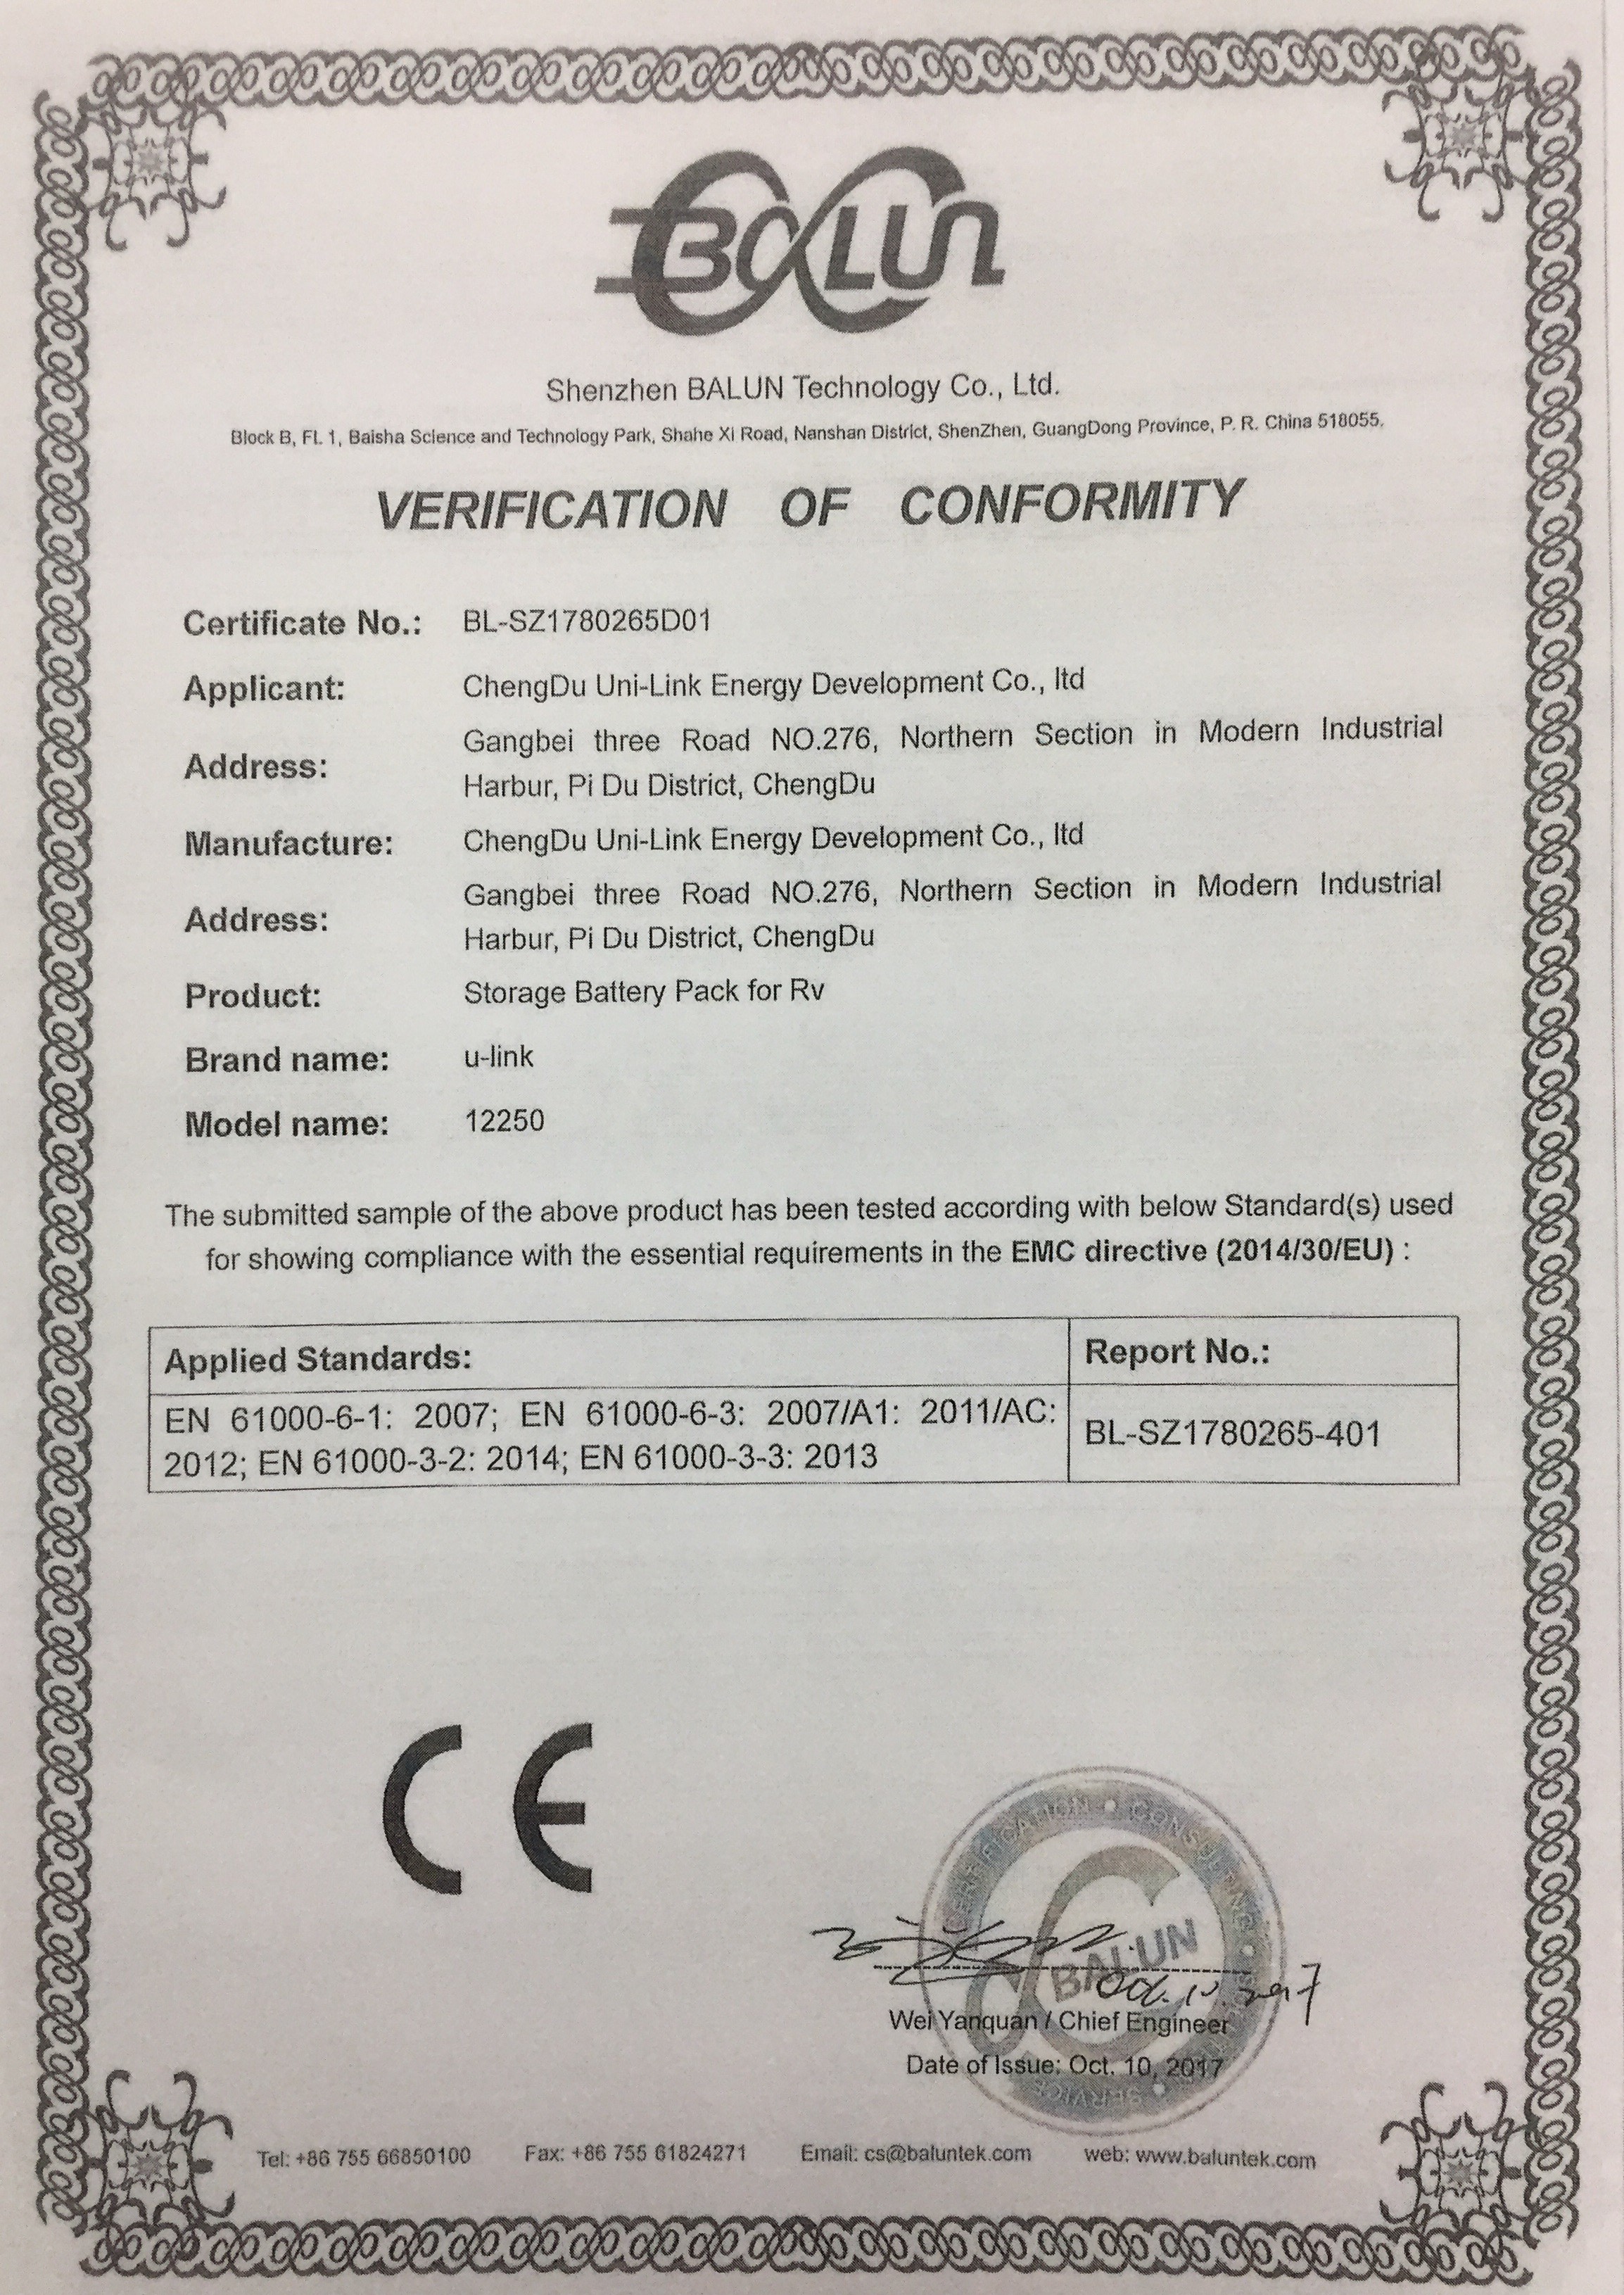 BALUN
Shenzhen BALUN Technology Co., Ltd.
Block B, FL 1, Baisha Science and Technology Park, Shahe Xi Road, Nanshan District, ShenZhen, GuangDong Province, P. R. China 518055.
VERIFICATION OF CONFORMITY
Certificate No.: BL-SZ1780265D01
Applicant: ChengDu Uni-Link Energy Development Co., ltd
Address: Gangbei three Road NO.276, Northern Section in Modern Industrial
Harbur, Pi Du District, ChengDu
Manufacture: ChengDu Uni-Link Energy Development Co., ltd
Address: Gangbei three Road NO.276, Northern Section in Modern Industrial
Harbur, Pi Du District, ChengDu
Product: Storage Battery Pack for Rv
Brand name: u-link
Model name: 12250
The submitted sample of the above product has been tested according with below Standard(s) used
for showing compliance with the essential requirements in the EMC directive (2014/30/EU) :
Applied Standards: Report No.:
EN 61000-6-1: 2007; EN 61000-6-3: 2007/A1: 2011/AC:
2012; EN 61000-3-2: 2014; EN 61000-3-3: 2013
BL-SZ1780265-401
CE
CERTIFICATION • CONSULTING •
SERVICE •
BALUN
Oct. 10. 2017
Wei Yanquan / Chief Engineer
Date of Issue: Oct. 10, 2017
Tel: +86 755 66850100 Fax: +86 755 61824271 Email: cs@baluntek.com web: www.baluntek.com